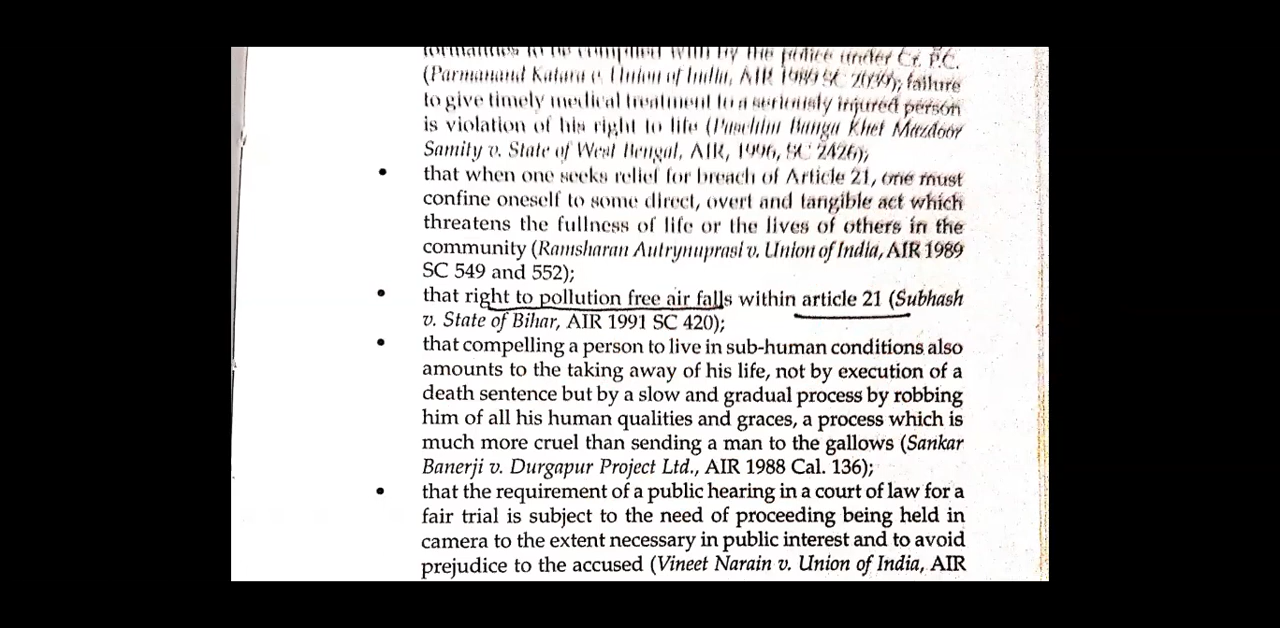 formalities to be complied with by the police under Cr. P.C.
(Parmanand Katara v. Union of India, AIR 1989 SC 2039); failure
to give timely medical treatment to a seriously injured person
is violation of his right to life (Paschim Banga Khet Mazdoor
Samity v. State of West Bengal, AIR, 1996, SC 2426);
• that when one seeks relief for breach of Article 21, one must
confine oneself to some direct, overt and tangible act which
threatens the fullness of life or the lives of others in the
community (Ramsharan Autrynuprasi v. Union of India, AIR 1989
SC 549 and 552);
• that right to pollution free air falls within article 21 (Subhash
v. State of Bihar, AIR 1991 SC 420);
• that compelling a person to live in sub-human conditions also
amounts to the taking away of his life, not by execution of a
death sentence but by a slow and gradual process by robbing
him of all his human qualities and graces, a process which is
much more cruel than sending a man to the gallows (Sankar
Banerji v. Durgapur Project Ltd., AIR 1988 Cal. 136);
• that the requirement of a public hearing in a court of law for a
fair trial is subject to the need of proceeding being held in
camera to the extent necessary in public interest and to avoid
prejudice to the accused (Vineet Narain v. Union of India, AIR